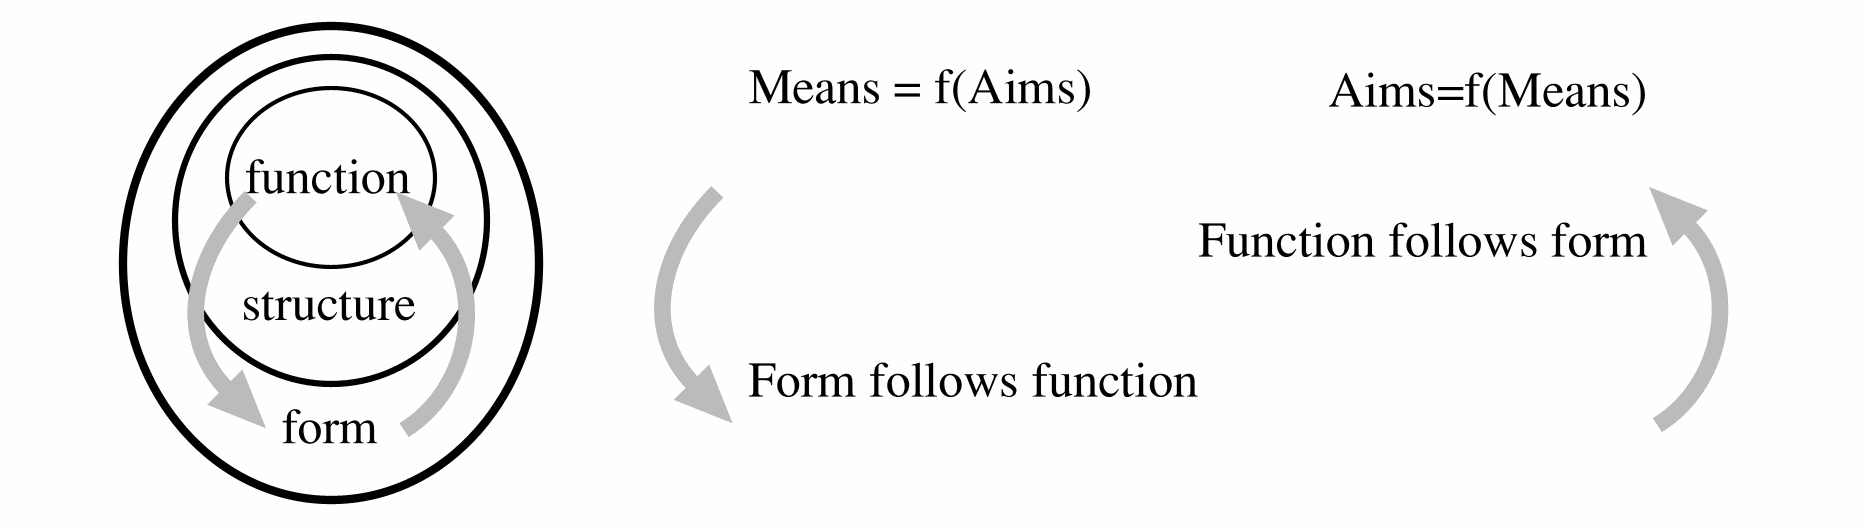 function
structure
form
Means = f(Aims)
Form follows function
Aims=f(Means)
Function follows form